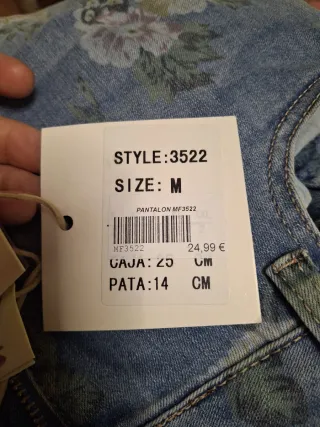 STYLE:3522
SIZE: M
PANTALON MF3522
MF3522
24,99 €
CAJA: 25 CM
PATA:14 CM